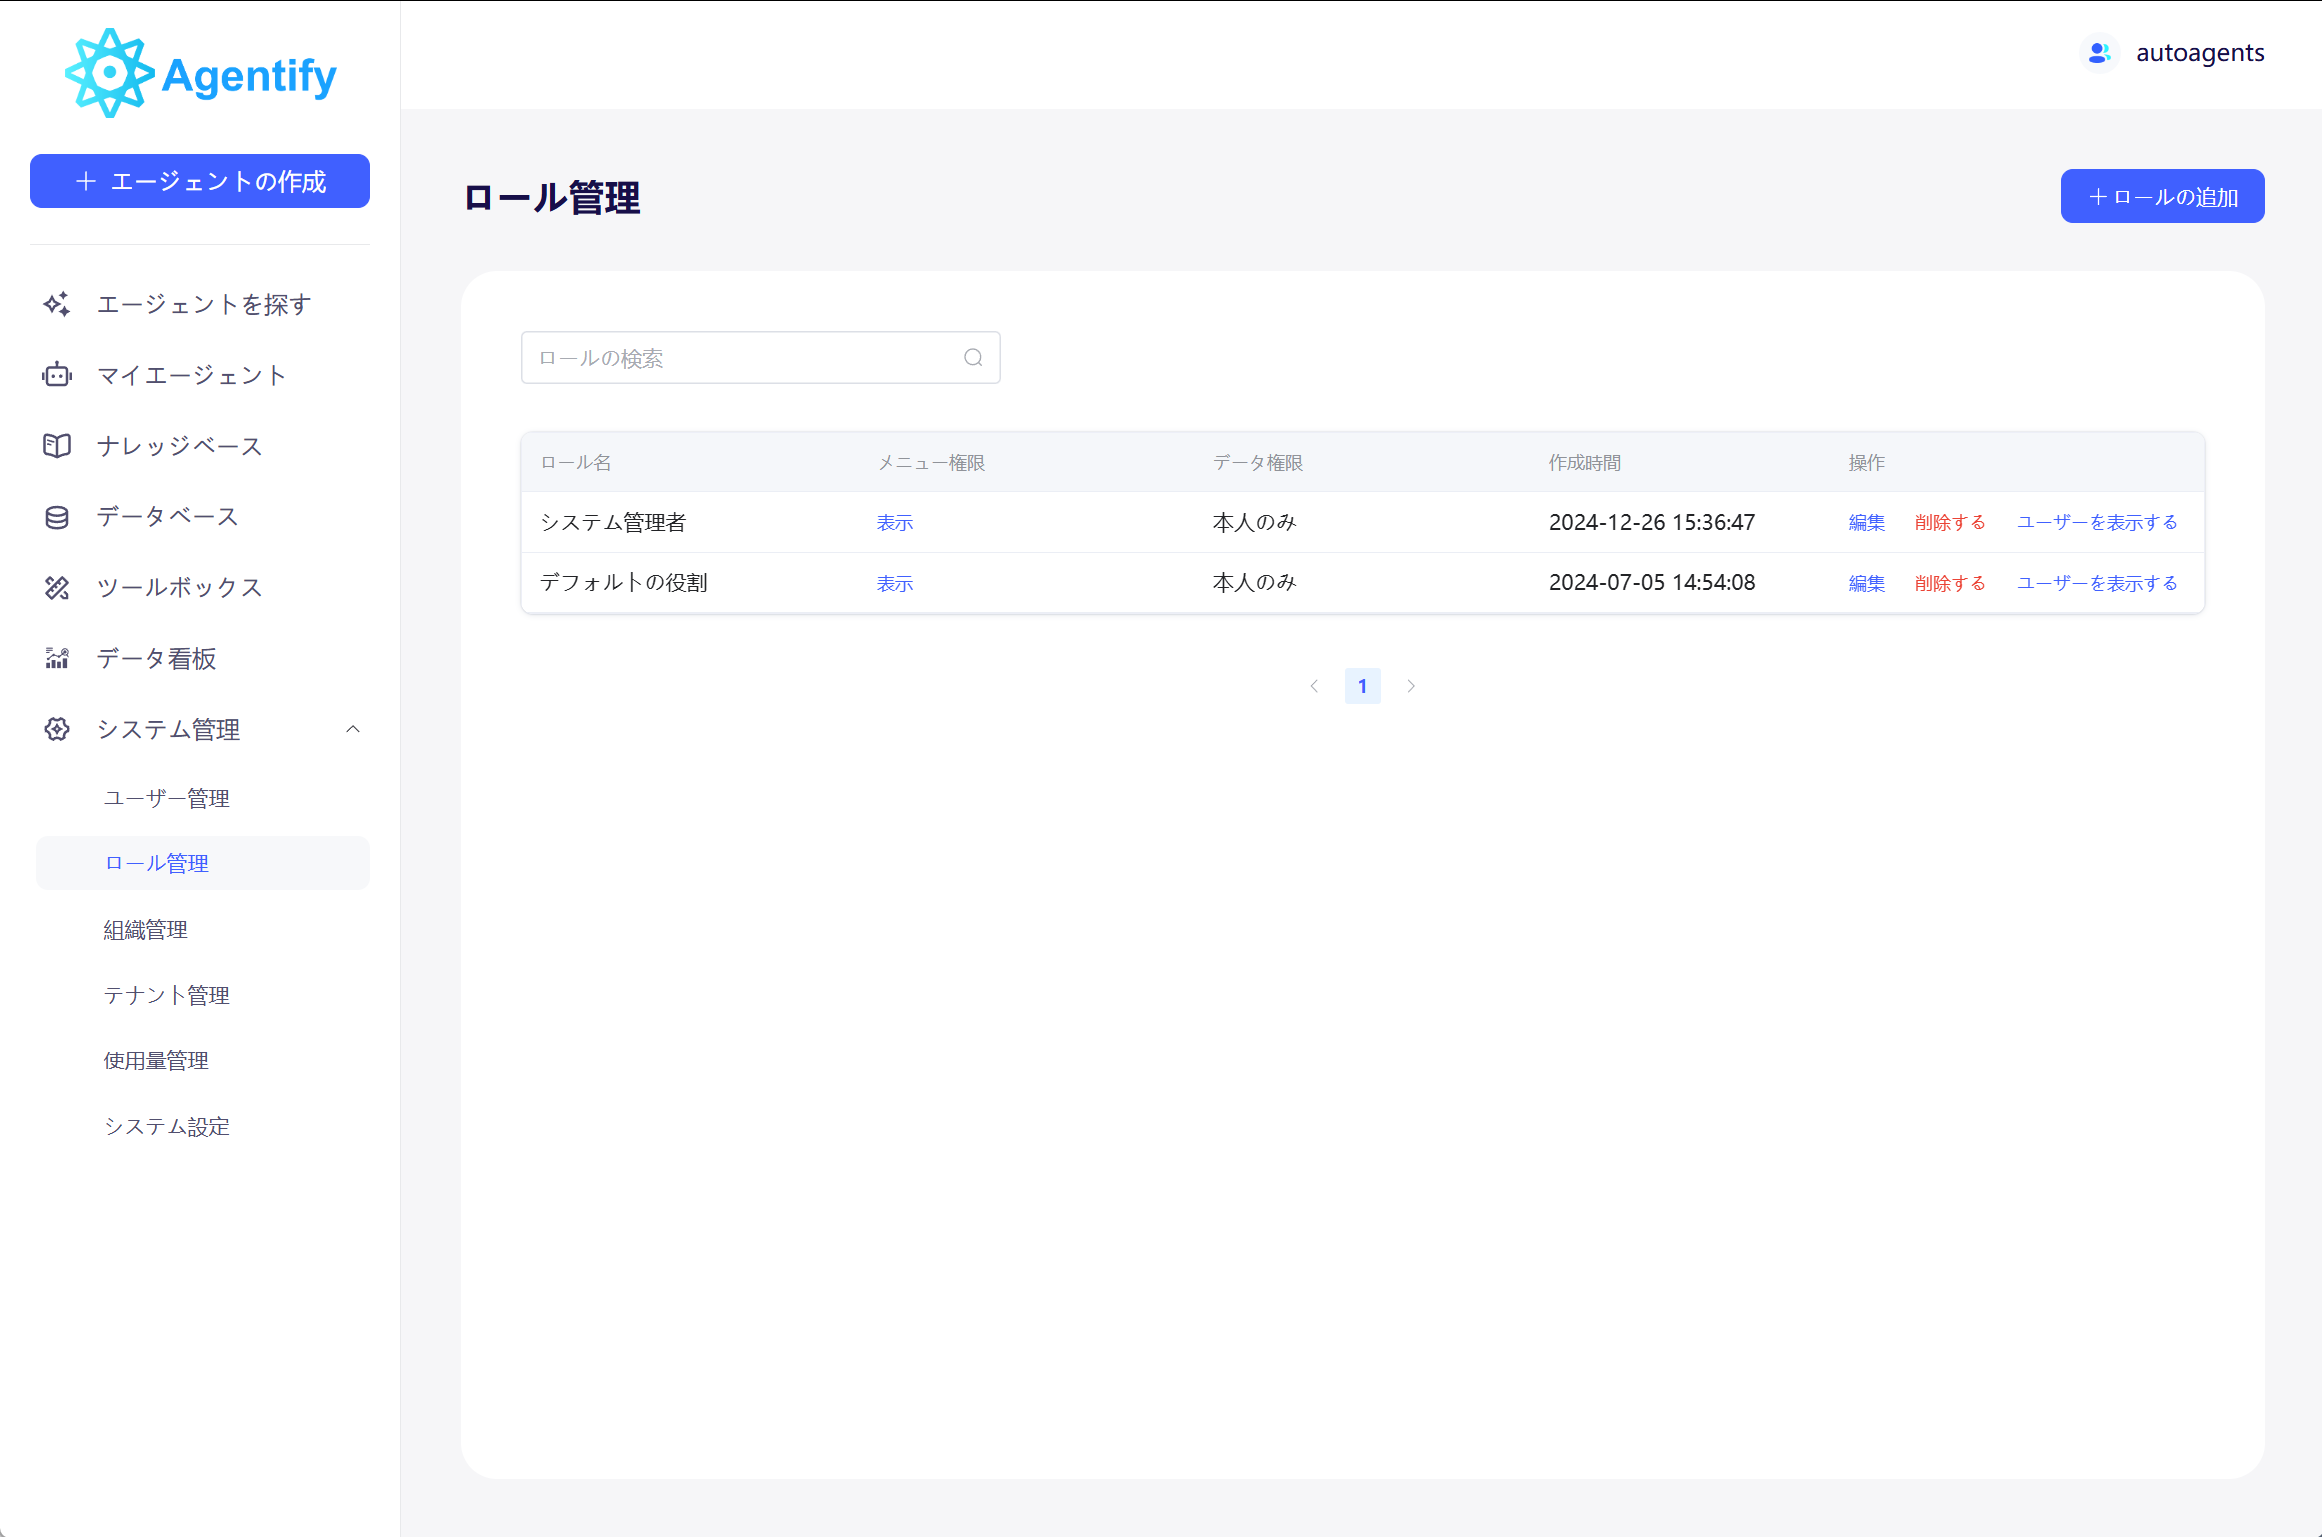 Agentify
autoagents
＋ エージェントの作成
エージェントを探す
マイエージェント
ナレッジベース
データベース
ツールボックス
データ看板
システム管理
ユーザー管理
ロール管理
組織管理
テナント管理
使用量管理
システム設定
ロール管理
＋ロールの追加
ロールの検索
ロール名 メニュー権限 データ権限 作成時間 操作
システム管理者 表示 本人のみ 2024-12-26 15:36:47 編集 削除する ユーザーを表示する
デフォルトの役割 表示 本人のみ 2024-07-05 14:54:08 編集 削除する ユーザーを表示する
1